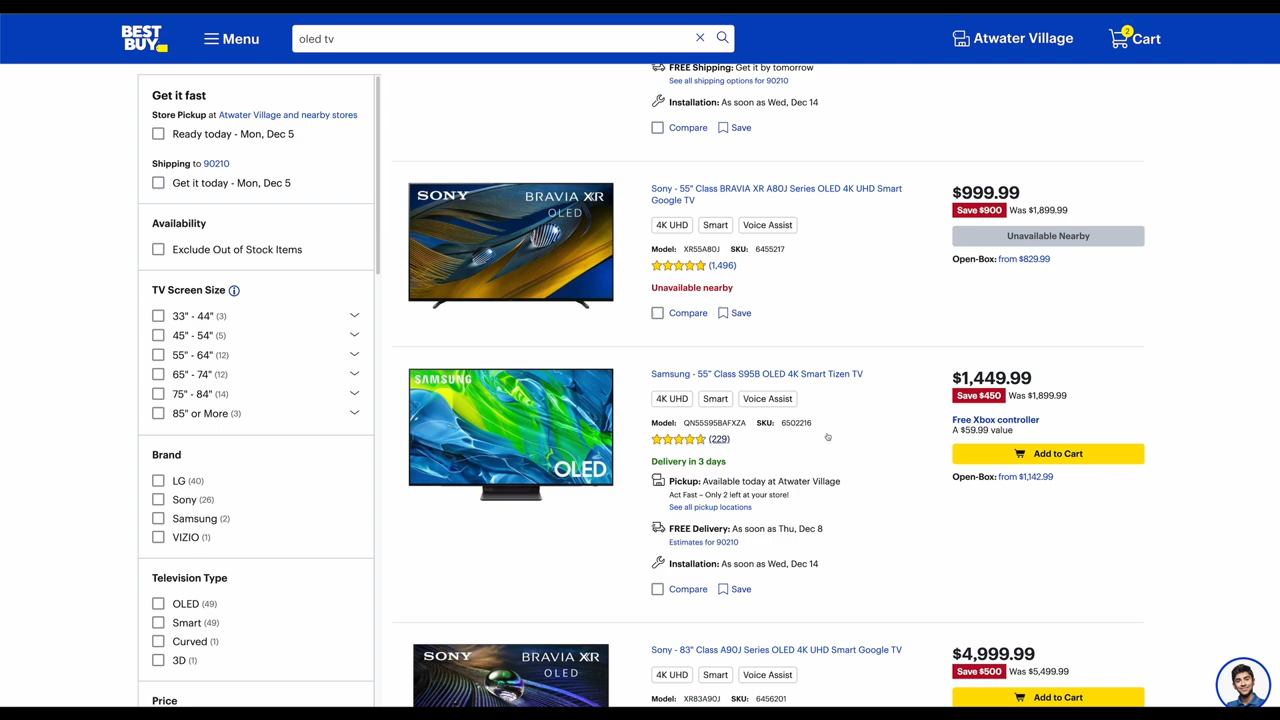 BEST BUY
Menu
oled tv
Atwater Village
2
Cart
Get it fast
Store Pickup at Atwater Village and nearby stores
Ready today - Mon, Dec 5
Shipping to 90210
Get it today - Mon, Dec 5
Availability
Exclude Out of Stock Items
TV Screen Size
33" - 44" (3)
45" - 54" (5)
55" - 64" (12)
65" - 74" (12)
75" - 84" (14)
85" or More (3)
Brand
LG (40)
Sony (26)
Samsung (2)
VIZIO (1)
Television Type
OLED (49)
Smart (49)
Curved (1)
3D (1)
Price
FREE Shipping: Get it by tomorrow
See all shipping options for 90210
Installation: As soon as Wed, Dec 14
Compare Save
SONY BRAVIA XR
OLED
Sony - 55" Class BRAVIA XR A80J Series OLED 4K UHD Smart
Google TV
4K UHD Smart Voice Assist
Model: XR55A80J SKU: 6455217
(1,496)
Unavailable nearby
Compare Save
$999.99
Save $900 Was $1,899.99
Unavailable Nearby
Open-Box: from $829.99
SAMSUNG
OLED
Samsung - 55" Class S95B OLED 4K Smart Tizen TV
4K UHD Smart Voice Assist
Model: QN55S95BAFXZA SKU: 6502216
(229)
Delivery in 3 days
Pickup: Available today at Atwater Village
Act Fast – Only 2 left at your store!
See all pickup locations
FREE Delivery: As soon as Thu, Dec 8
Estimates for 90210
Installation: As soon as Wed, Dec 14
Compare Save
$1,449.99
Save $450 Was $1,899.99
Free Xbox controller
A $59.99 value
Add to Cart
Open-Box: from $1,142.99
SONY BRAVIA XR
OLED
Sony - 83" Class A90J Series OLED 4K UHD Smart Google TV
4K UHD Smart Voice Assist
Model: XR83A90J SKU: 6456201
$4,999.99
Save $500 Was $5,499.99
Add to Cart